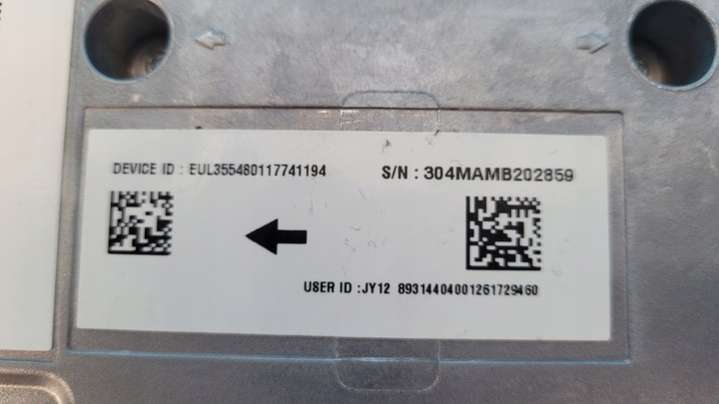 DEVICE ID : EUL355480117741194
S/N : 304MAMB202859
USER ID :JY12 89314404001261729460